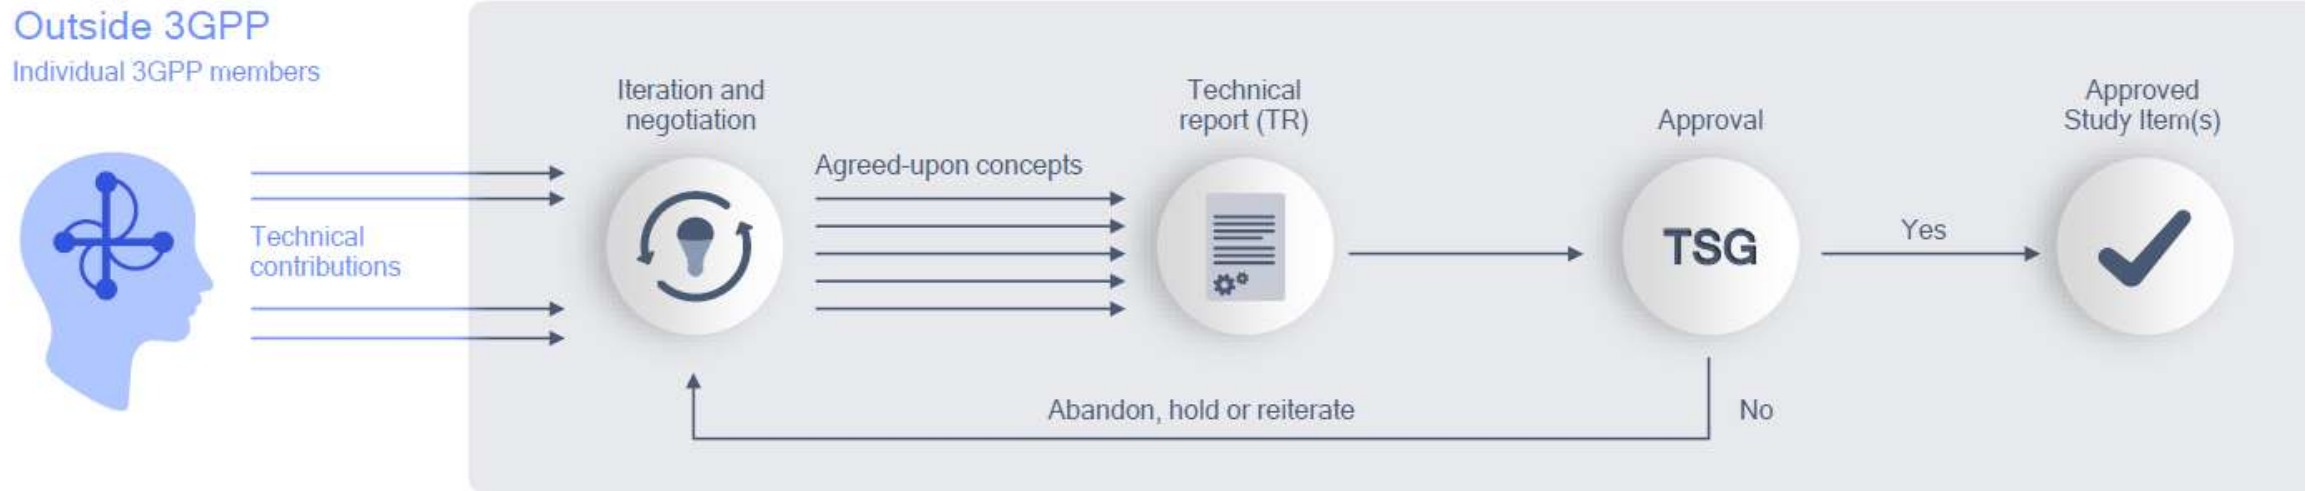 Outside 3GPP
Individual 3GPP members
Technical
contributions
Iteration and
negotiation
Agreed-upon concepts
Technical
report (TR)
Approval
TSG
Yes
Approved
Study Item(s)
No
Abandon, hold or reiterate